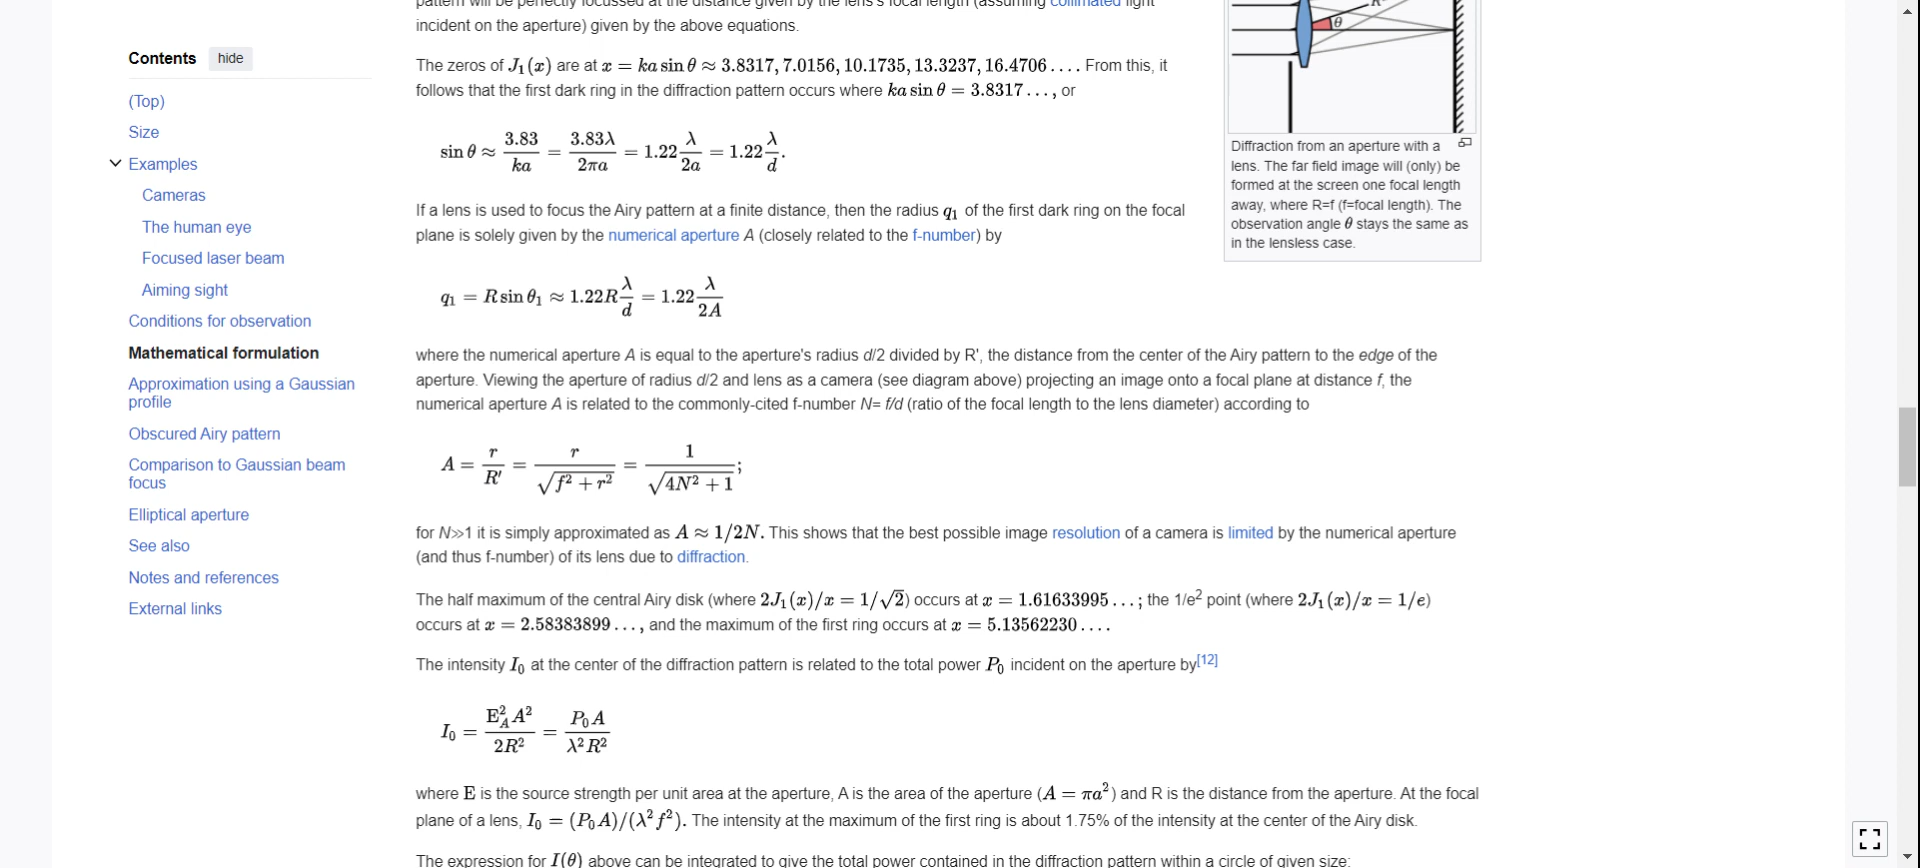 Contents hide
(Top)
Size
Examples
Cameras
The human eye
Focused laser beam
Aiming sight
Conditions for observation
Mathematical formulation
Approximation using a Gaussian
profile
Obscured Airy pattern
Comparison to Gaussian beam
focus
Elliptical aperture
See also
Notes and references
External links
pattern will be perfectly focussed at the distance given by the lens's focal length (assuming collimated light
incident on the aperture) given by the above equations.
The zeros of J₁(x) are at x = ka sin θ ≈ 3.8317, 7.0156, 10.1735, 13.3237, 16.4706 . . . . From this, it
follows that the first dark ring in the diffraction pattern occurs where ka sin θ = 3.8317 . . . , or
sin θ ≈ 3.83/ka = 3.83λ/2πa = 1.22 λ/2a = 1.22 λ/d.
If a lens is used to focus the Airy pattern at a finite distance, then the radius q₁ of the first dark ring on the focal
plane is solely given by the numerical aperture A (closely related to the f-number) by
q₁ = R sin θ₁ ≈ 1.22R λ/d = 1.22 λ/2A
where the numerical aperture A is equal to the aperture's radius d/2 divided by R', the distance from the center of the Airy pattern to the edge of the
aperture. Viewing the aperture of radius d/2 and lens as a camera (see diagram above) projecting an image onto a focal plane at distance f, the
numerical aperture A is related to the commonly-cited f-number N= f/d (ratio of the focal length to the lens diameter) according to
A = r/R′ = r/√(f² + r²) = 1/√(4N² + 1);
for N≫1 it is simply approximated as A ≈ 1/2N. This shows that the best possible image resolution of a camera is limited by the numerical aperture
(and thus f-number) of its lens due to diffraction.
The half maximum of the central Airy disk (where 2J₁(x)/x = 1/√2) occurs at x = 1.61633995 . . . ; the 1/e² point (where 2J₁(x)/x = 1/e)
occurs at x = 2.58383899 . . . , and the maximum of the first ring occurs at x = 5.13562230 . . . .
The intensity I₀ at the center of the diffraction pattern is related to the total power P₀ incident on the aperture by[12]
I₀ = E_A² A²/2R² = P₀A/λ²R²
where E is the source strength per unit area at the aperture, A is the area of the aperture (A = πa²) and R is the distance from the aperture. At the focal
plane of a lens, I₀ = (P₀A)/(λ²f²). The intensity at the maximum of the first ring is about 1.75% of the intensity at the center of the Airy disk.
The expression for I(θ) above can be integrated to give the total power contained in the diffraction pattern within a circle of given size:
θ
Diffraction from an aperture with a
lens. The far field image will (only) be
formed at the screen one focal length
away, where R=f (f=focal length). The
observation angle θ stays the same as
in the lensless case.